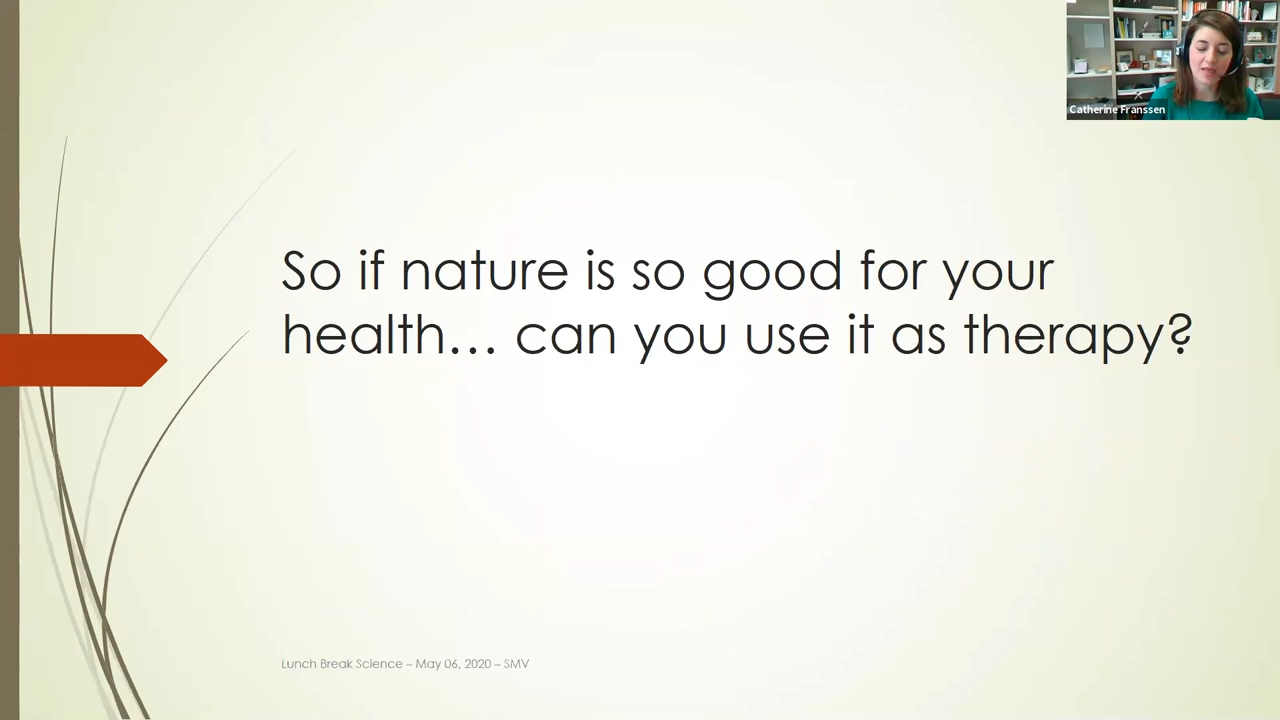 Catherine Franssen
So if nature is so good for your
health… can you use it as therapy?
Lunch Break Science – May 06, 2020 – SMV